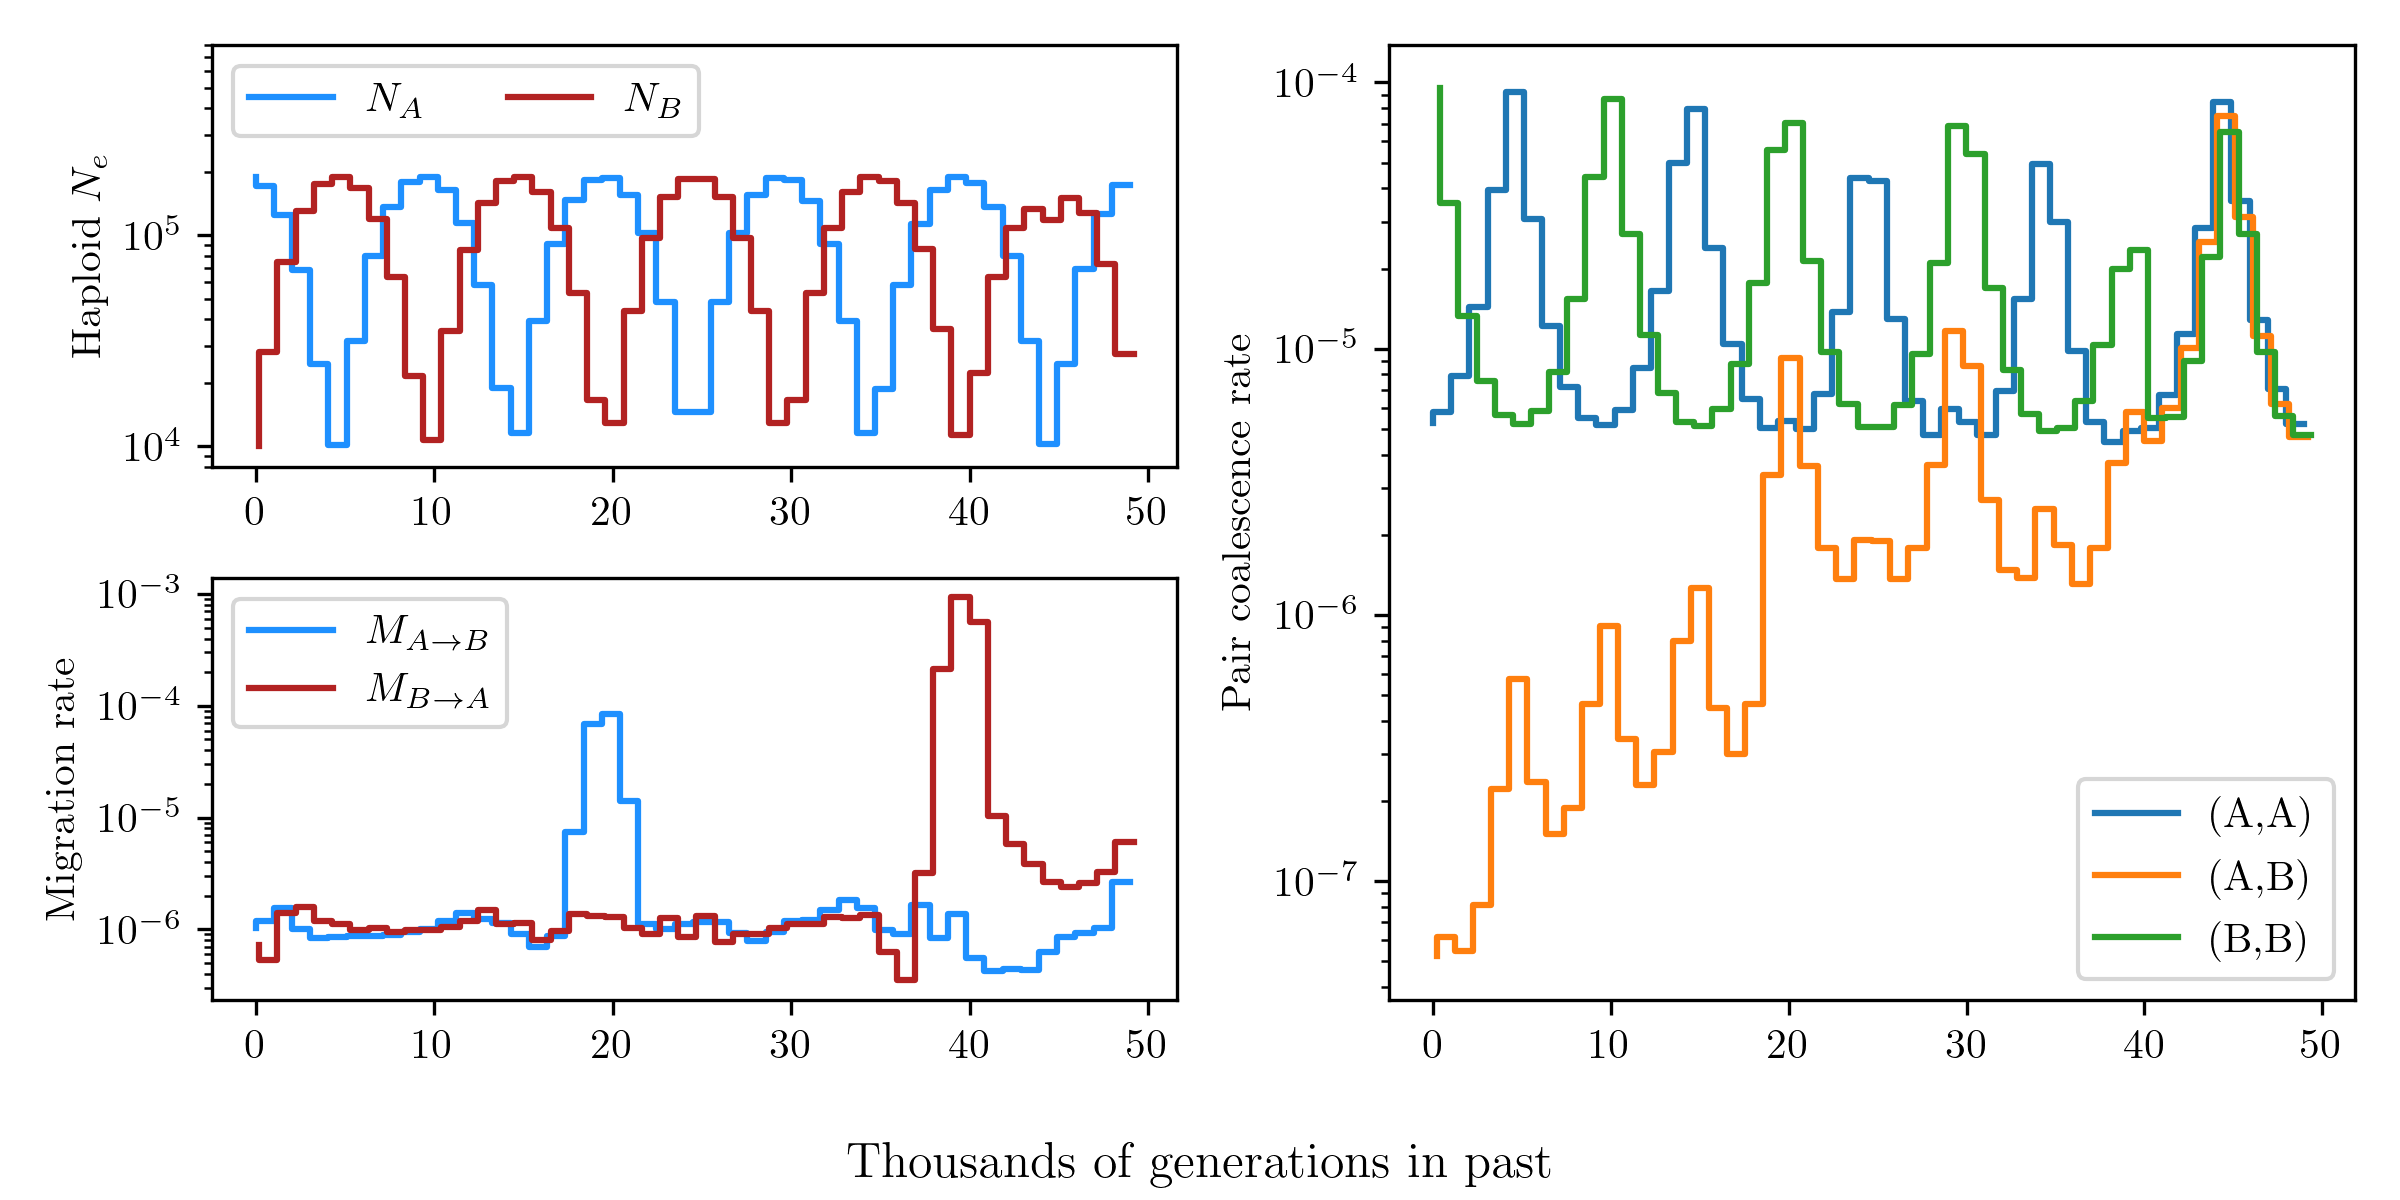 N_A N_B
Haploid N_e
10^5
10^4
0 10 20 30 40 50
M_{A→B}
M_{B→A}
Migration rate
10^{-3}
10^{-4}
10^{-5}
10^{-6}
0 10 20 30 40 50
Pair coalescence rate
10^{-4}
10^{-5}
10^{-6}
10^{-7}
(A,A)
(A,B)
(B,B)
0 10 20 30 40 50
Thousands of generations in past